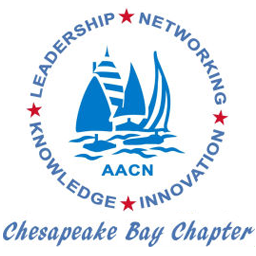 LEADERSHIP ★ NETWORKING ★ INNOVATION ★ KNOWLEDGE ★
AACN
Chesapeake Bay Chapter